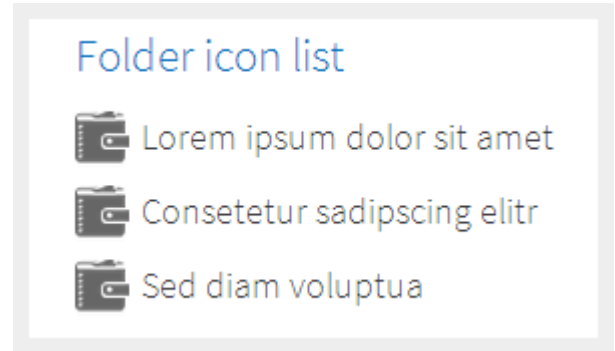 Folder icon list
Lorem ipsum dolor sit amet
Consetetur sadipscing elitr
Sed diam voluptua